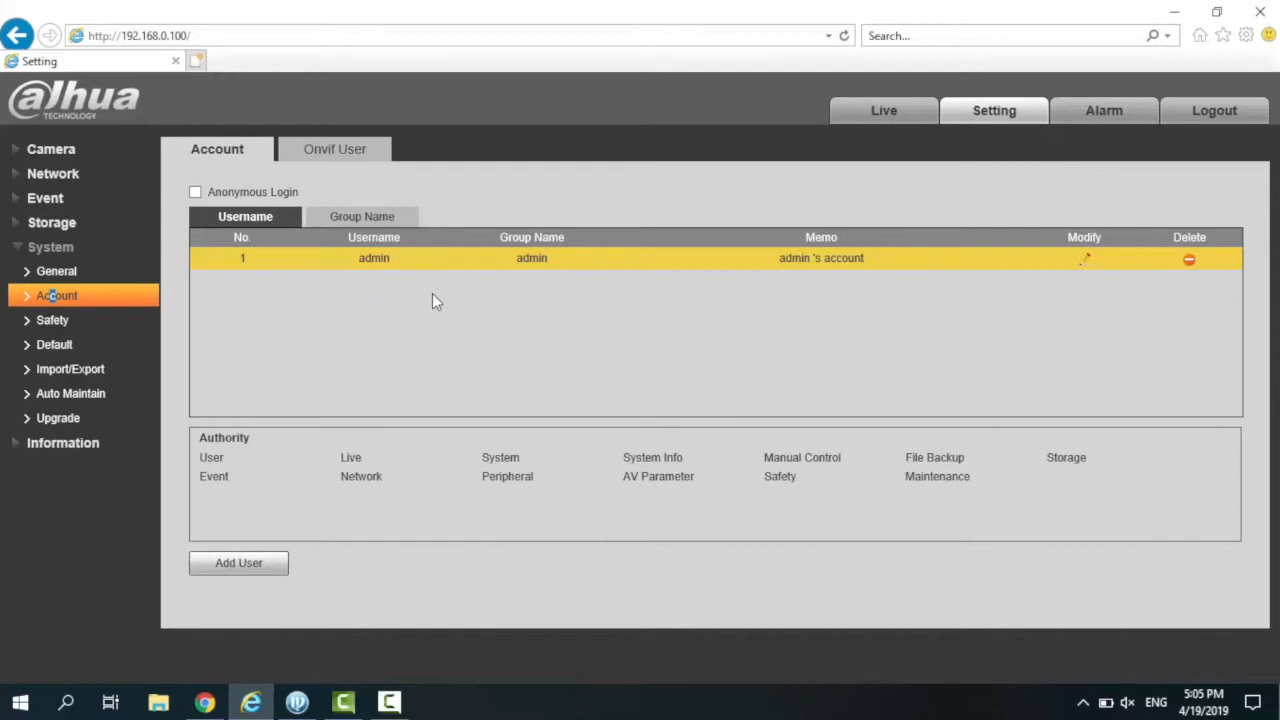 http://192.168.0.100/
Search...
Setting
alhua
TECHNOLOGY
Live Setting Alarm Logout
Camera
Network
Event
Storage
System
General
Account
Safety
Default
Import/Export
Auto Maintain
Upgrade
Information
Account Onvif User
Anonymous Login
Username Group Name
No. Username Group Name Memo Modify Delete
1 admin admin admin 's account
Authority
User Live System System Info Manual Control File Backup Storage
Event Network Peripheral AV Parameter Safety Maintenance
Add User
ENG
5:05 PM
4/19/2019